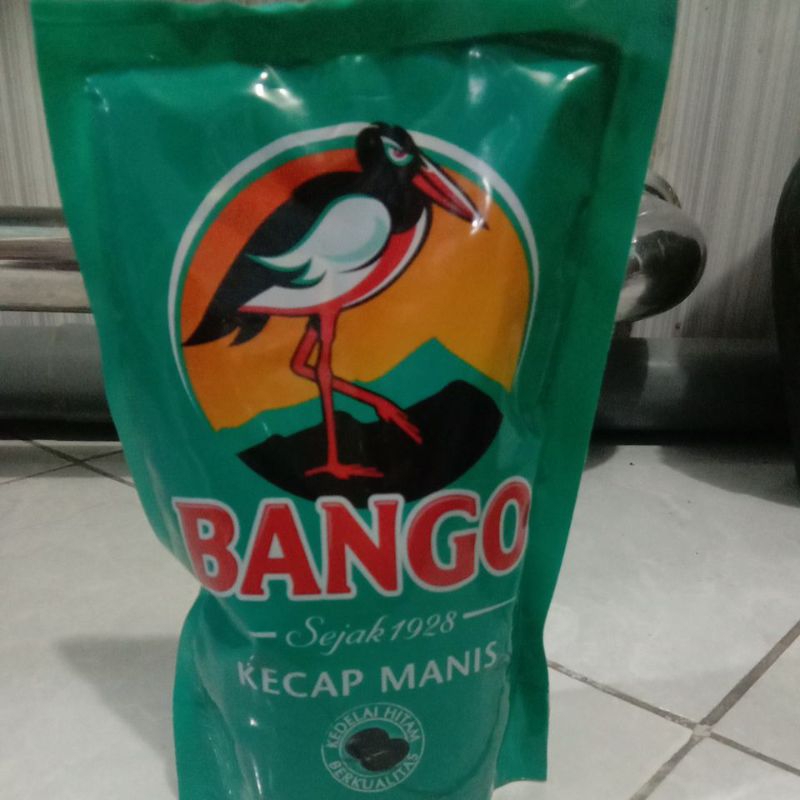 BANGO
Sejak 1928
KECAP MANIS
KEDELAI HITAM
BERKUALITAS